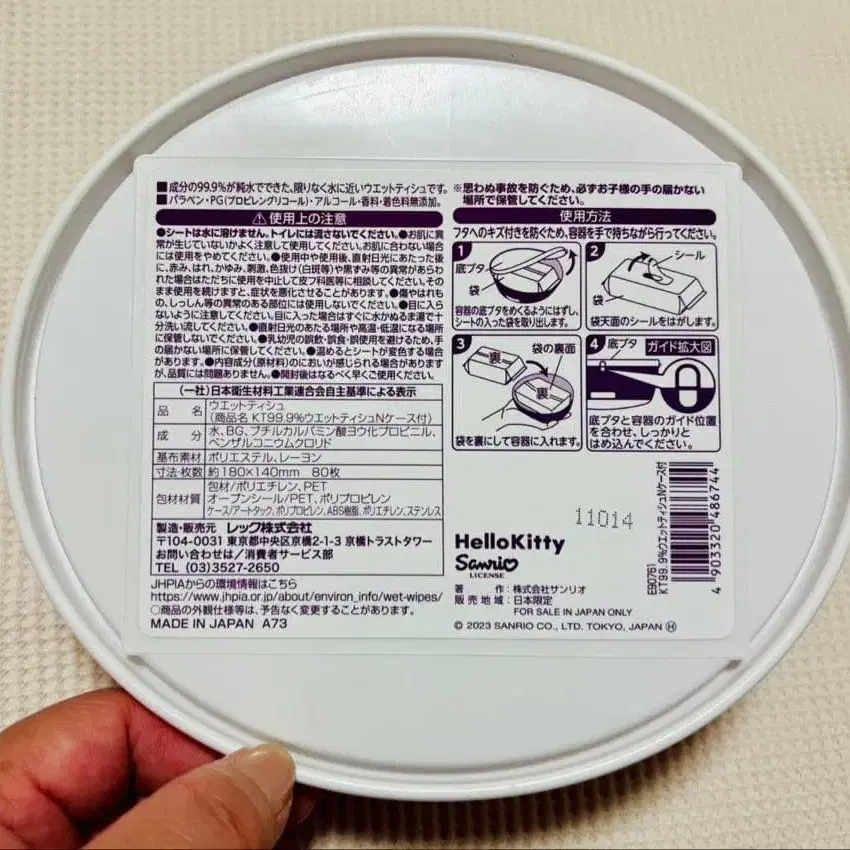 ■成分の99.9%が純水でできた、限りなく水に近いウエットティシュです。
■パラベン・PG(プロピレングリコール)・アルコール・香料・着色料無添加。
⚠使用上の注意
●シートは水に溶けません。トイレには流さないでください。●お肌に異
常が生じていないかよく注意して使用してください。お肌に合わない場合
には使用をやめてください。●使用中や使用後、直射日光にあたった後
に、赤み、はれ、かゆみ、刺激、色抜け(白斑等)や黒ずみ等の異常があらわ
れた場合はただちに使用を中止して皮フ科医等に相談してください。その
まま使用を続けますと、症状を悪化させることがあります。●傷やはれも
の、しっしん等の異常のある部位には使用しないでください。●目に入ら
ないように注意してください。目に入った場合はすぐに水かぬるま湯で十
分洗い流してください。●直射日光のあたる場所や高温・低温になる場所
に保管しないでください。●乳幼児の誤飲・誤食・誤使用を避けるため、手
の届かない場所に保管してください。●温めるとシートが変色する場合
があります。●内容成分(原材料)のにおいが感じられる場合があります
が、品質には問題ありません。●開封後はなるべく早くご使用ください。
(一社)日本衛生材料工業連合会自主基準による表示
品名 ウエットティシュ
(商品名 KT99.9%ウエットティシュNケース付)
成分 水、BG、ブチルカルバミン酸ヨウ化プロピニル、
ベンザルコニウムクロリド
基布素材 ポリエステル、レーヨン
寸法・枚数 約180×140mm 80枚
包材材質 包材/ポリエチレン、PET
オープンシール/PET、ポリプロピレン
ケース/アートタック、ポリプロピレン、ABS樹脂、ポリエチレン、ステンレス
製造・販売元 レック株式会社
〒104-0031 東京都中央区京橋2-1-3 京橋トラストタワー
お問い合わせは/消費者サービス部
TEL (03)3527-2650
JHPIAからの環境情報はこちら
https://www.jhpia.or.jp/about/environ_info/wet-wipes/
○商品の外観仕様等は、予告なく変更することがあります。
MADE IN JAPAN A73
※思わぬ事故を防ぐため、必ずお子様の手の届かない
場所で保管してください。
使用方法
フタへのキズ付きを防ぐため、容器を手で持ちながら行ってください。
1
底ブタ
袋
容器の底ブタをめくるようにはずし、
シートの入った袋を取り出します。
2
シール
袋
袋天面のシールをはがします。
3
袋の裏面
裏
裏
袋を裏にして容器に入れます。
4
底ブタ
ガイド拡大図
底ブタと容器のガイド位置
を合わせ、しっかりと
はめ込んでください。
11014
HelloKitty
Sanrio
LICENSE
著作:株式会社サンリオ
販売地域:日本限定
FOR SALE IN JAPAN ONLY
© 2023 SANRIO CO., LTD. TOKYO, JAPAN Ⓗ
E90761
KT99.9%ウエットティシュNケース付
4 903320 486744